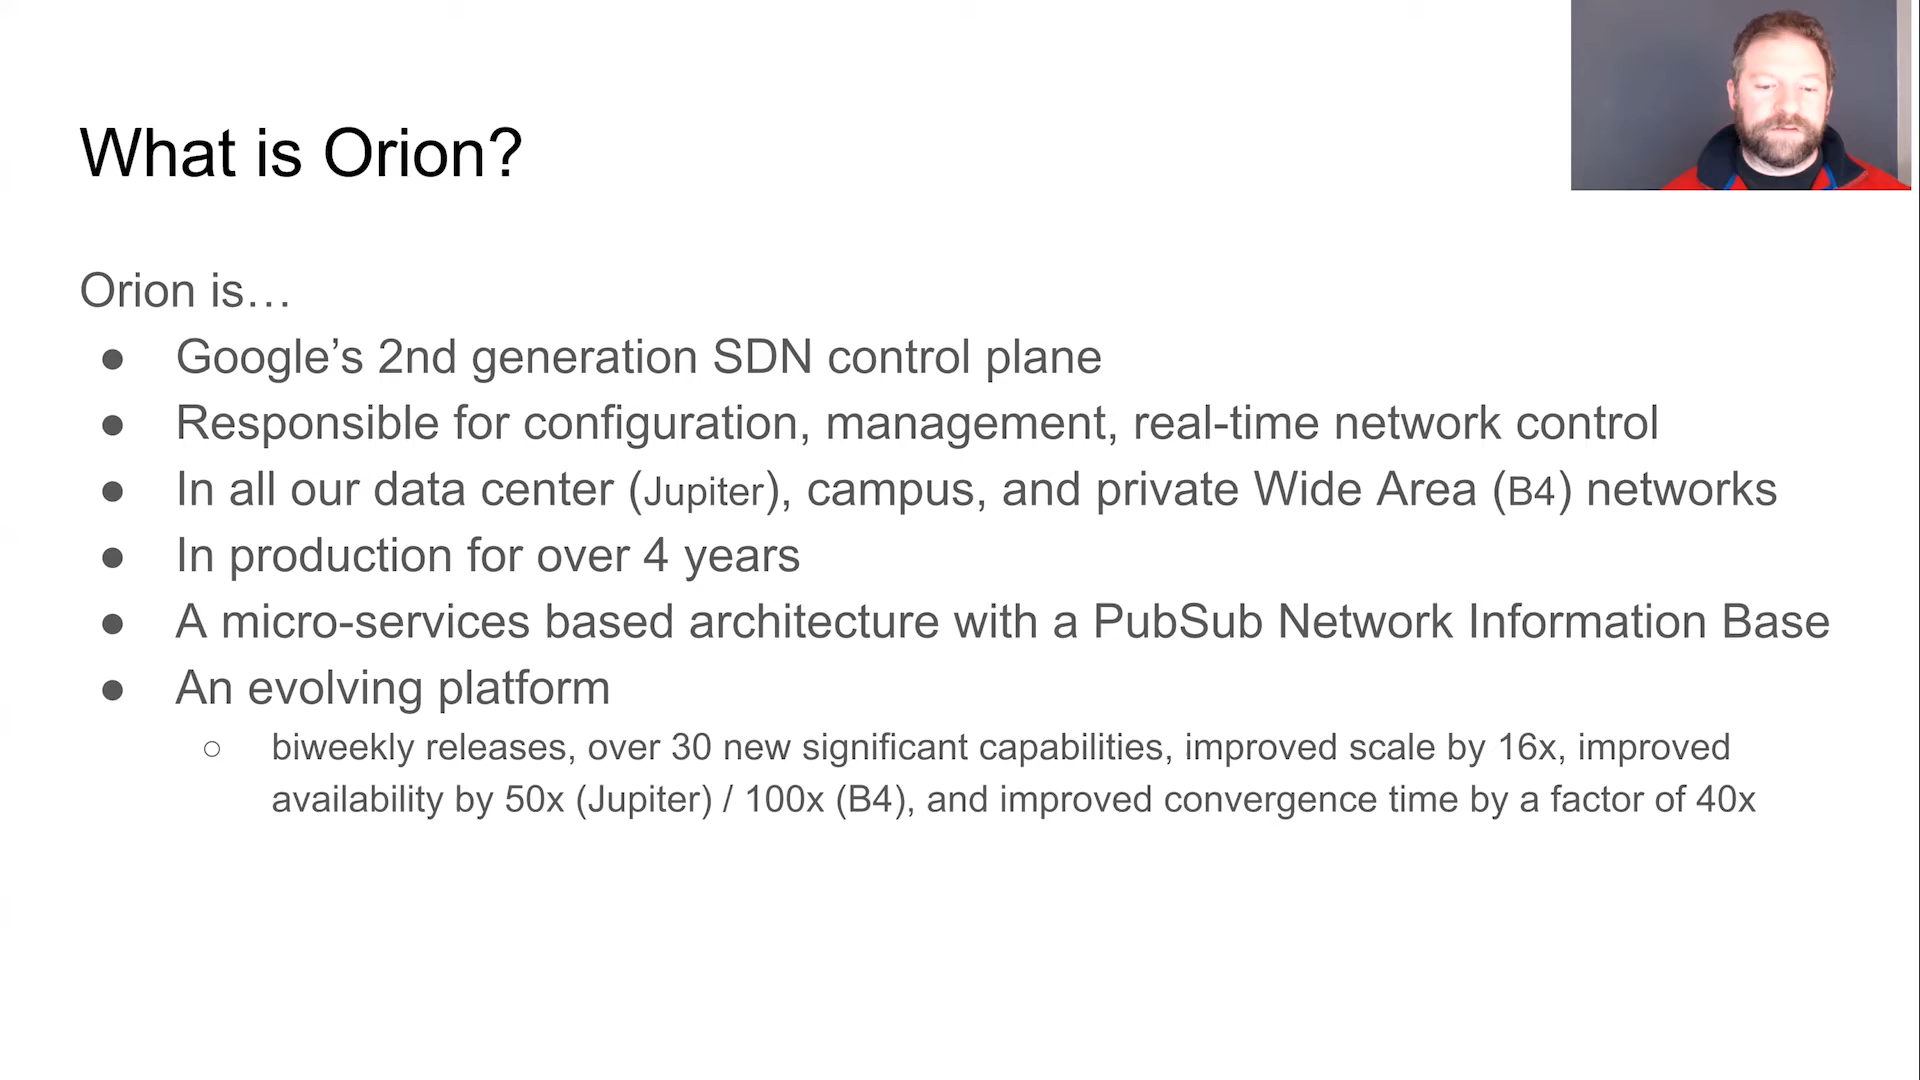 What is Orion?
Orion is…
● Google’s 2nd generation SDN control plane
● Responsible for configuration, management, real-time network control
● In all our data center (Jupiter), campus, and private Wide Area (B4) networks
● In production for over 4 years
● A micro-services based architecture with a PubSub Network Information Base
● An evolving platform
○ biweekly releases, over 30 new significant capabilities, improved scale by 16x, improved
availability by 50x (Jupiter) / 100x (B4), and improved convergence time by a factor of 40x